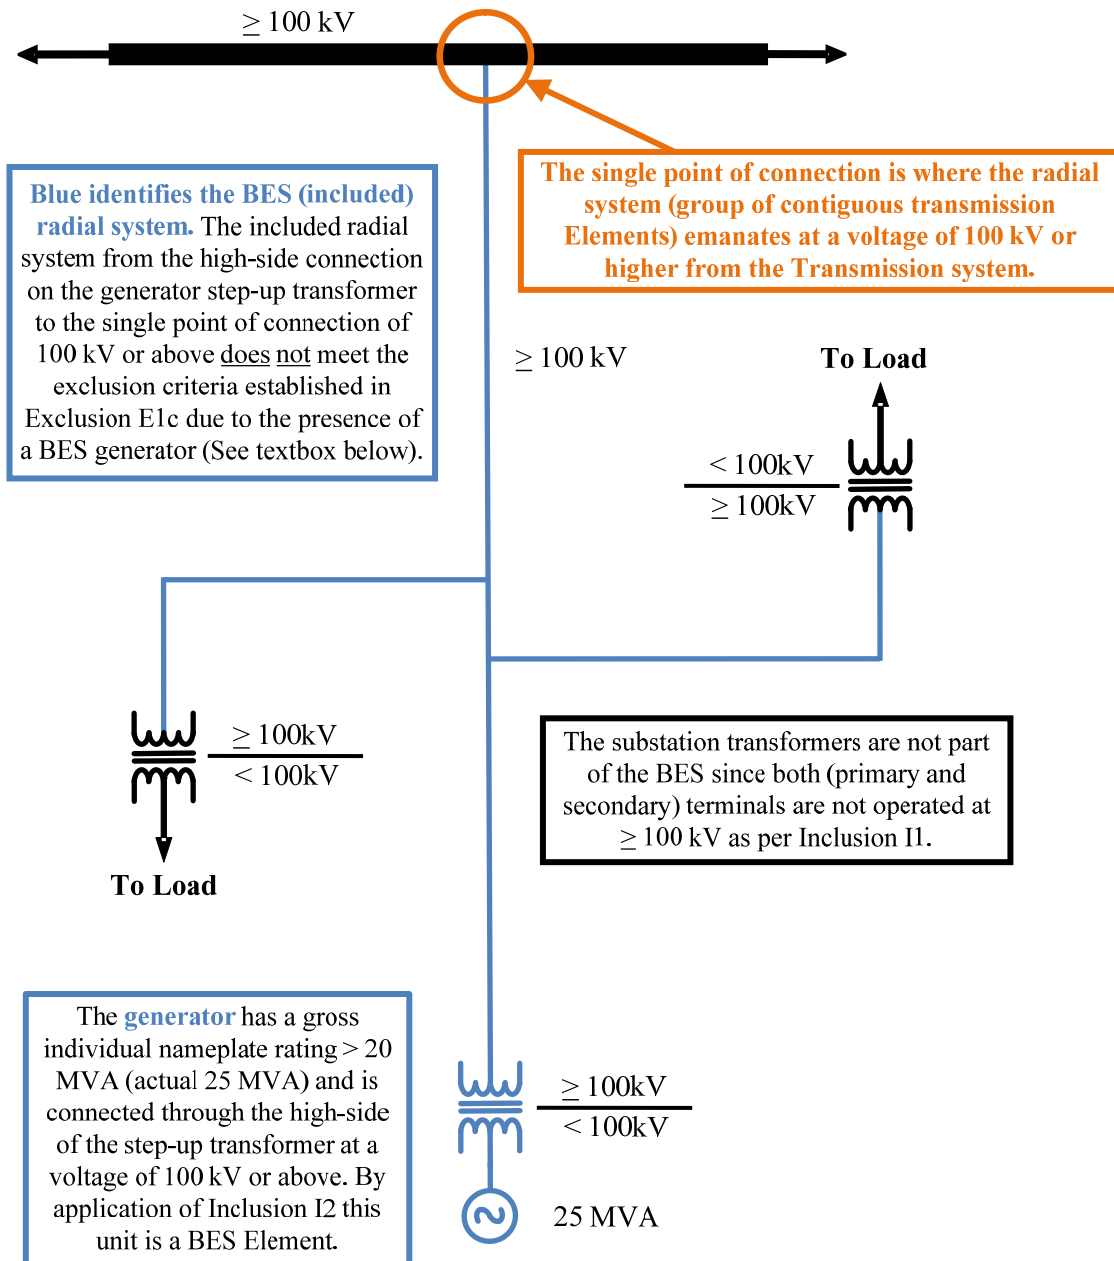 ≥ 100 kV
The single point of connection is where the radial
system (group of contiguous transmission
Elements) emanates at a voltage of 100 kV or
higher from the Transmission system.
Blue identifies the BES (included)
radial system. The included radial
system from the high-side connection
on the generator step-up transformer
to the single point of connection of
100 kV or above does not meet the
exclusion criteria established in
Exclusion E1c due to the presence of
a BES generator (See textbox below).
≥ 100 kV
To Load
< 100kV
≥ 100kV
≥ 100kV
< 100kV
To Load
The substation transformers are not part
of the BES since both (primary and
secondary) terminals are not operated at
≥ 100 kV as per Inclusion I1.
The generator has a gross
individual nameplate rating > 20
MVA (actual 25 MVA) and is
connected through the high-side
of the step-up transformer at a
voltage of 100 kV or above. By
application of Inclusion I2 this
unit is a BES Element.
≥ 100kV
< 100kV
25 MVA